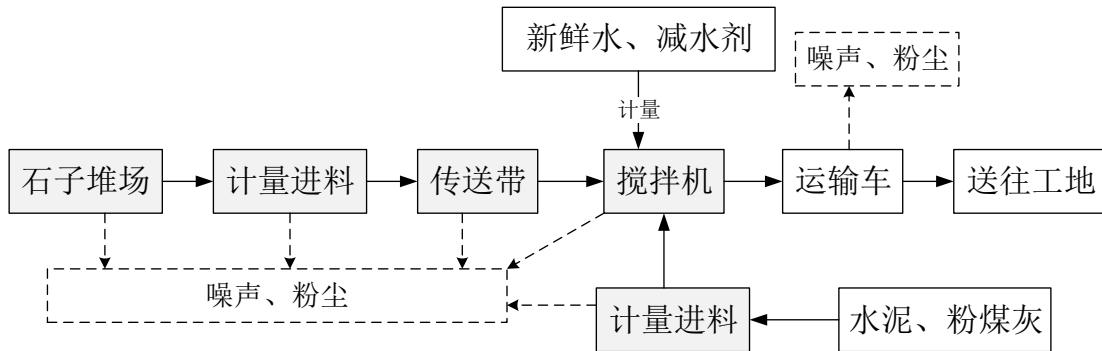 新鲜水、减水剂
噪声、粉尘
计量
石子堆场
计量进料
传送带
搅拌机
运输车
送往工地
噪声、粉尘
计量进料
水泥、粉煤灰